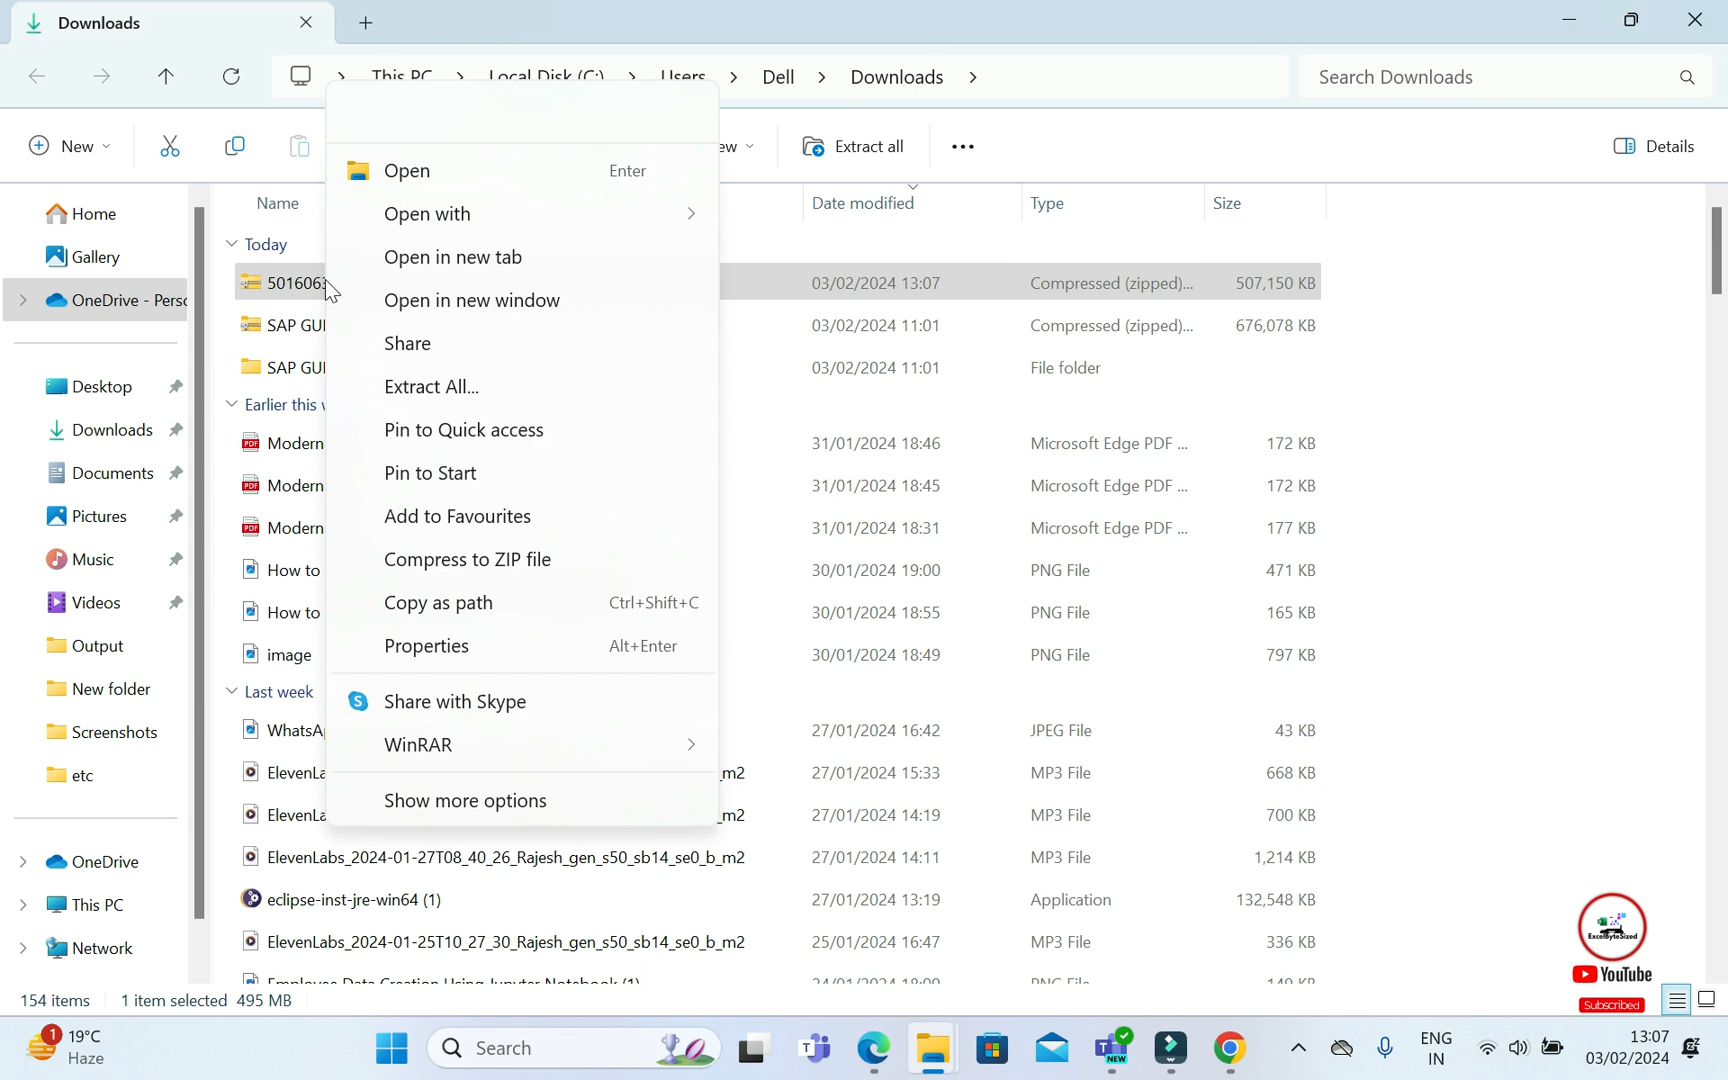 Downloads
This PC > Local Disk (C:) > Users > Dell > Downloads >
Search Downloads
New
Extract all
Details
Home
Gallery
OneDrive - Perso
Desktop
Downloads
Documents
Pictures
Music
Videos
Output
New folder
Screenshots
etc
OneDrive
This PC
Network
Name Date modified Type Size
Today
03/02/2024 13:07 Compressed (zipped)... 507,150 KB
SAP GUI 03/02/2024 11:01 Compressed (zipped)... 676,078 KB
SAP GUI 03/02/2024 11:01 File folder
Earlier this
Modern 31/01/2024 18:46 Microsoft Edge PDF ... 172 KB
Modern 31/01/2024 18:45 Microsoft Edge PDF ... 172 KB
Modern 31/01/2024 18:31 Microsoft Edge PDF ... 177 KB
How to 30/01/2024 19:00 PNG File 471 KB
How to 30/01/2024 18:55 PNG File 165 KB
image 30/01/2024 18:49 PNG File 797 KB
Last week
WhatsA 27/01/2024 16:42 JPEG File 43 KB
ElevenLa _m2 27/01/2024 15:33 MP3 File 668 KB
ElevenLa _m2 27/01/2024 14:19 MP3 File 700 KB
ElevenLabs_2024-01-27T08_40_26_Rajesh_gen_s50_sb14_se0_b_m2 27/01/2024 14:11 MP3 File 1,214 KB
eclipse-inst-jre-win64 (1) 27/01/2024 13:19 Application 132,548 KB
ElevenLabs_2024-01-25T10_27_30_Rajesh_gen_s50_sb14_se0_b_m2 25/01/2024 16:47 MP3 File 336 KB
Open Enter
Open with
Open in new tab
Open in new window
Share
Extract All...
Pin to Quick access
Pin to Start
Add to Favourites
Compress to ZIP file
Copy as path Ctrl+Shift+C
Properties Alt+Enter
Share with Skype
WinRAR
Show more options
ExcelByteSized
YouTube
Subscribed
154 items 1 item selected 495 MB
1
19°C
Haze
Search
NEW
ENG
IN
13:07
03/02/2024